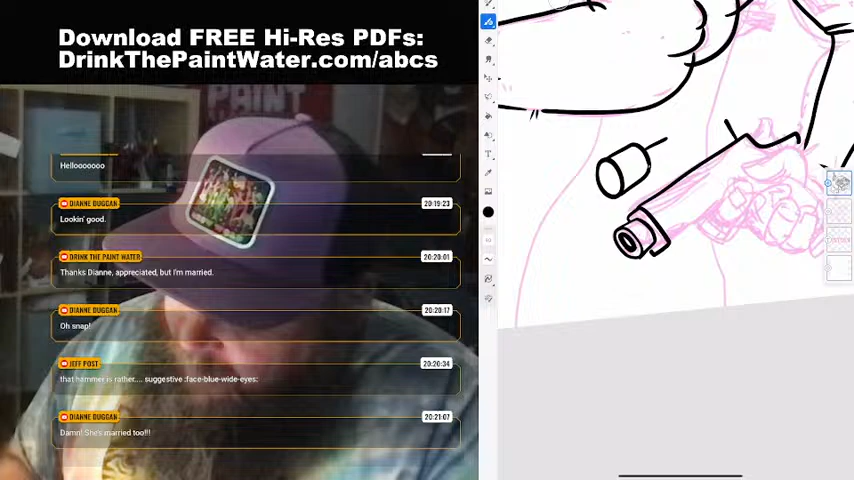 Download FREE Hi-Res PDFs:
DrinkThePaintWater.com/abcs
PAINT
Hellooooooo
DIANNE DUGGAN
20:19:23
Lookin' good.
DRINK THE PAINT WATER
20:20:01
Thanks Dianne, appreciated, but I'm married.
DIANNE DUGGAN
20:20:17
Oh snap!
JEFF POST
20:20:34
that hammer is rather.... suggestive :face-blue-wide-eyes:
DIANNE DUGGAN
20:21:07
Damn! She's married too!!!
T